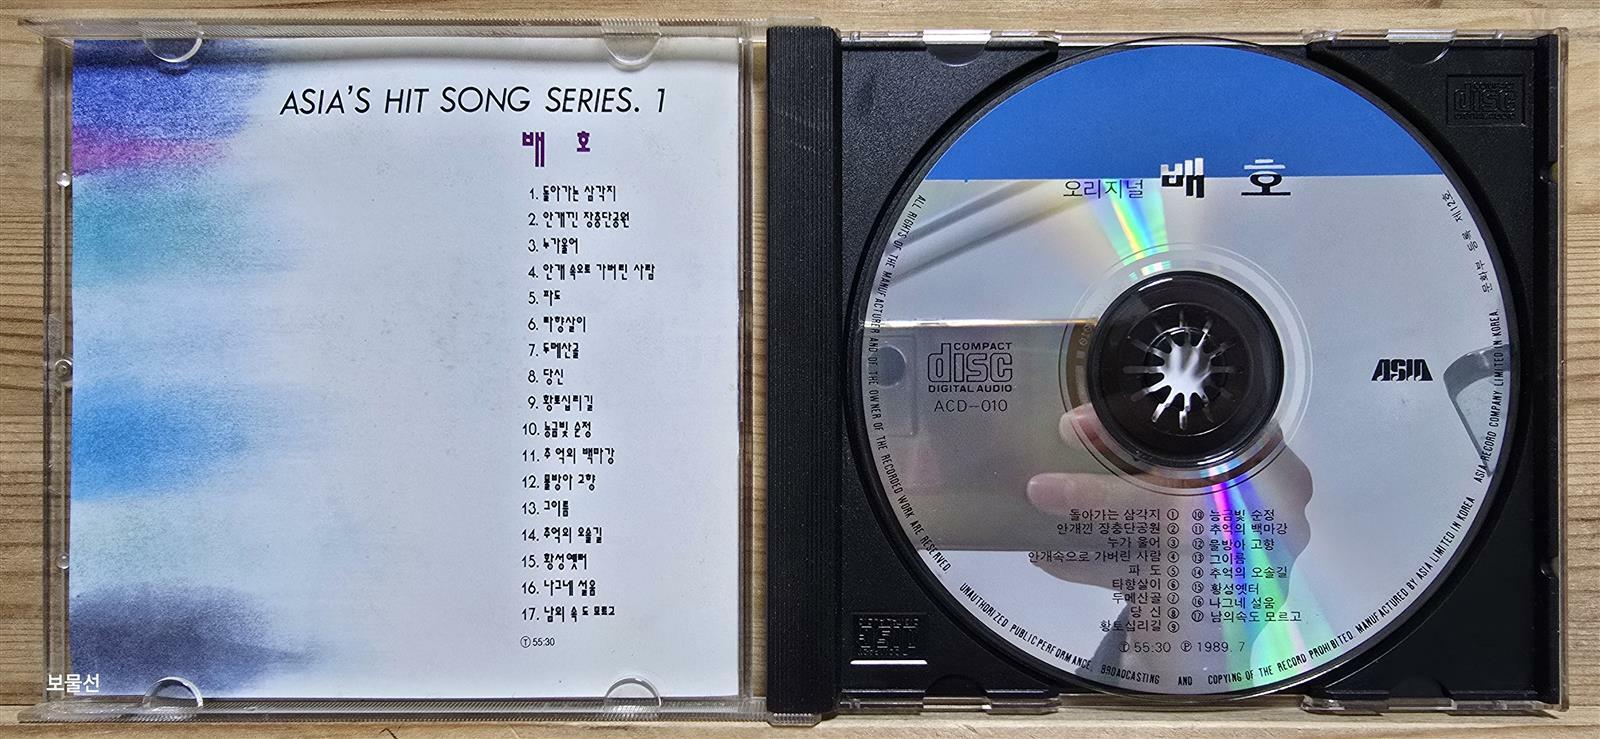 ASIA'S HIT SONG SERIES. 1
배 호
1. 돌아가는 삼각지
2. 안개낀 장충단공원
3. 누가울어
4. 안개 속으로 가버린 사람
5. 파도
6. 타향살이
7. 두메산골
8. 당신
9. 황토십리길
10. 능금빛 순정
11. 추억의 백마강
12. 물방아 고향
13. 그이름
14. 추억의 오솔길
15. 황성옛터
16. 나그네 설움
17. 남의 속 도 모르고
Ⓣ 55:30
보물선
오리지널 배 호
COMPACT
disc
DIGITAL AUDIO
ACD-010
ASIA
돌아가는 삼각지 ①
안개낀 장충단공원 ②
누가 울어 ③
안개속으로 가버린 사람 ④
파 도 ⑤
타향살이 ⑥
두메산골 ⑦
당 신 ⑧
황토십리길 ⑨
⑩ 능금빛 순정
⑪ 추억의 백마강
⑫ 물방아 고향
⑬ 그이름
⑭ 추억의 오솔길
⑮ 황성옛터
⑯ 나그네 설움
⑰ 남의속도 모르고
Ⓣ 55:30 Ⓟ 1989. 7
ALL RIGHTS OF THE MANUFACTURER AND OF THE OWNER OF THE RECORDED WORK ARE RESERVED. UNAUTHORIZED PUBLIC PERFORMANCE, BROADCASTING AND COPYING OF THE RECORD PROHIBITED. MANUFACTURED BY ASIA LIMITED IN KOREA ASIA RECORD COMPANY LIMITED IN KOREA.
문화부 등록 제12호
disc